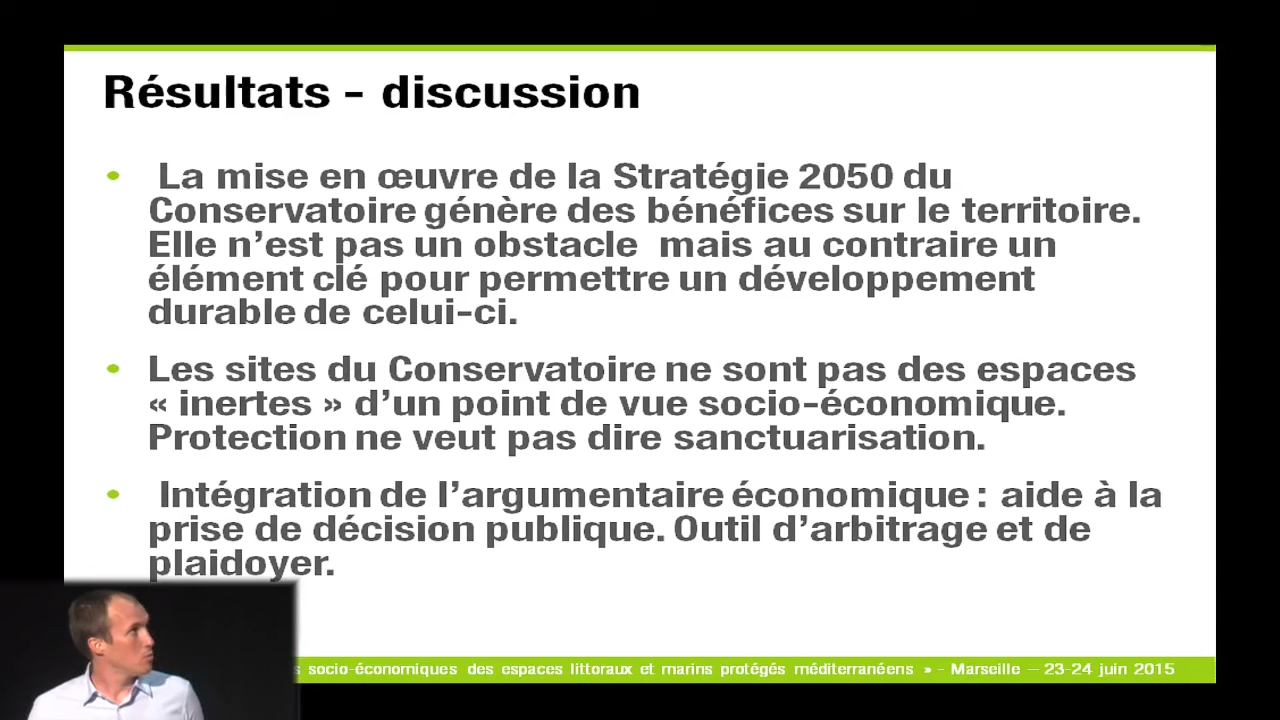 Résultats - discussion
• La mise en œuvre de la Stratégie 2050 du
Conservatoire génère des bénéfices sur le territoire.
Elle n’est pas un obstacle mais au contraire un
élément clé pour permettre un développement
durable de celui-ci.
• Les sites du Conservatoire ne sont pas des espaces
« inertes » d’un point de vue socio-économique.
Protection ne veut pas dire sanctuarisation.
• Intégration de l’argumentaire économique : aide à la
prise de décision publique. Outil d’arbitrage et de
plaidoyer.
socio-économiques des espaces littoraux et marins protégés méditerranéens » - Marseille – 23-24 juin 2015